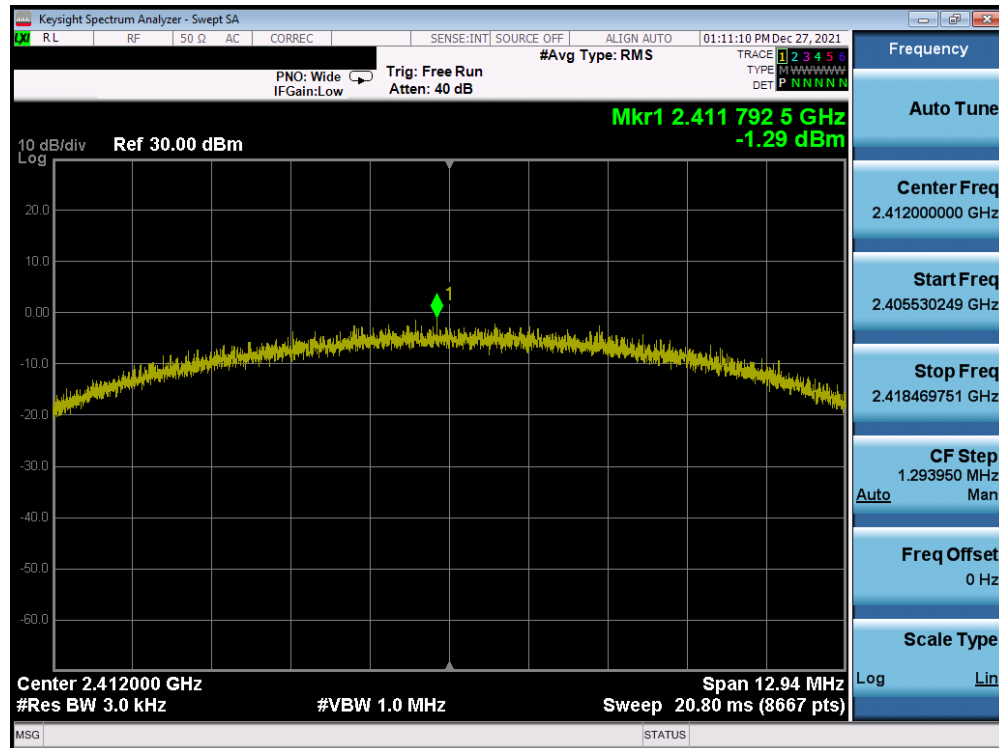 Keysight Spectrum Analyzer - Swept SA
LXI RL RF 50 Ω AC CORREC SENSE:INT SOURCE OFF ALIGN AUTO 01:11:10 PM Dec 27, 2021
#Avg Type: RMS TRACE 1 2 3 4 5 6
PNO: Wide Trig: Free Run TYPE M WWWWW
IFGain:Low Atten: 40 dB DET P N N N N N
Mkr1 2.411 792 5 GHz
-1.29 dBm
10 dB/div Ref 30.00 dBm
Log
20.0
10.0
1
0.00
-10.0
-20.0
-30.0
-40.0
-50.0
-60.0
Center 2.412000 GHz Span 12.94 MHz
#Res BW 3.0 kHz #VBW 1.0 MHz Sweep 20.80 ms (8667 pts)
MSG STATUS
Frequency
Auto Tune
Center Freq
2.412000000 GHz
Start Freq
2.405530249 GHz
Stop Freq
2.418469751 GHz
CF Step
1.293950 MHz
Auto Man
Freq Offset
0 Hz
Scale Type
Log Lin